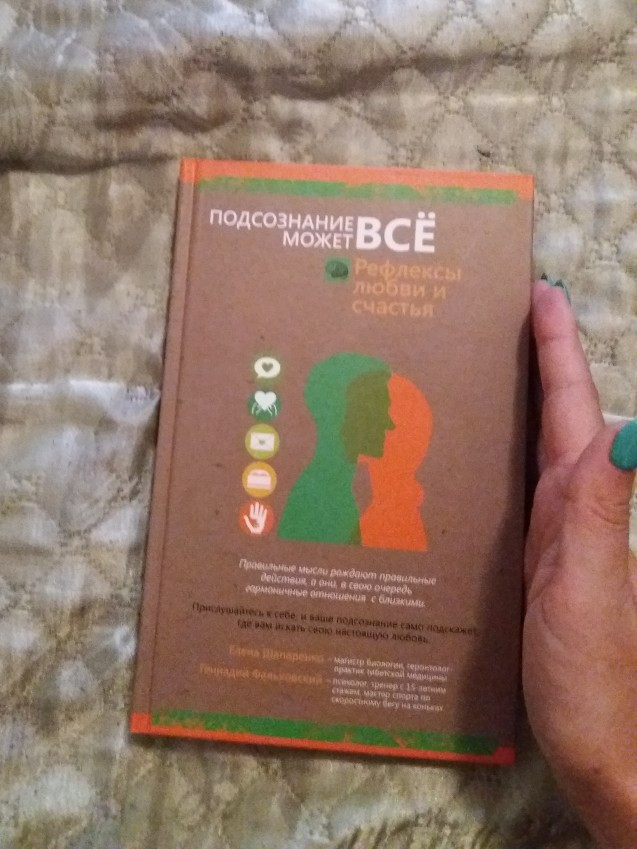 ПОДСОЗНАНИЕ
МОЖЕТ ВСЁ
Рефлексы
любви и
счастья
Правильные мысли рождают правильные
действия, а они, в свою очередь
гармоничные отношения с близкими.
Прислушайтесь к себе, и ваше подсознание само подскажет,
где вам искать свою настоящую любовь.
Елена Шапаренко – магистр биологии, геронтолог,
практик тибетской медицины
Геннадий Фальковский – психолог, тренер с 15-летним
стажем, мастер спорта по
скоростному бегу на коньках